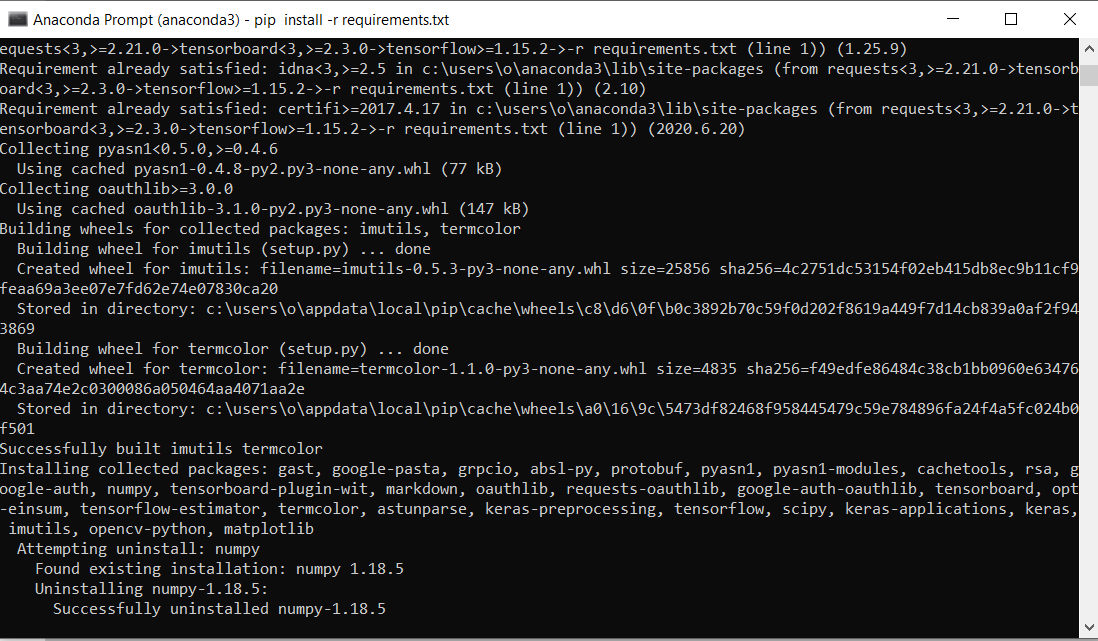 Anaconda Prompt (anaconda3) - pip  install -r requirements.txt
equests<3,>=2.21.0->tensorboard<3,>=2.3.0->tensorflow>=1.15.2->-r requirements.txt (line 1)) (1.25.9)
Requirement already satisfied: idna<3,>=2.5 in c:\users\o\anaconda3\lib\site-packages (from requests<3,>=2.21.0->tensorb
oard<3,>=2.3.0->tensorflow>=1.15.2->-r requirements.txt (line 1)) (2.10)
Requirement already satisfied: certifi>=2017.4.17 in c:\users\o\anaconda3\lib\site-packages (from requests<3,>=2.21.0->t
ensorboard<3,>=2.3.0->tensorflow>=1.15.2->-r requirements.txt (line 1)) (2020.6.20)
Collecting pyasn1<0.5.0,>=0.4.6
  Using cached pyasn1-0.4.8-py2.py3-none-any.whl (77 kB)
Collecting oauthlib>=3.0.0
  Using cached oauthlib-3.1.0-py2.py3-none-any.whl (147 kB)
Building wheels for collected packages: imutils, termcolor
  Building wheel for imutils (setup.py) ... done
  Created wheel for imutils: filename=imutils-0.5.3-py3-none-any.whl size=25856 sha256=4c2751dc53154f02eb415db8ec9b11cf9
feaa69a3ee07e7fd62e74e07830ca20
  Stored in directory: c:\users\o\appdata\local\pip\cache\wheels\c8\d6\0f\b0c3892b70c59f0d202f8619a449f7d14cb839a0af2f94
3869
  Building wheel for termcolor (setup.py) ... done
  Created wheel for termcolor: filename=termcolor-1.1.0-py3-none-any.whl size=4835 sha256=f49edfe86484c38cb1bb0960e63476
4c3aa74e2c0300086a050464aa4071aa2e
  Stored in directory: c:\users\o\appdata\local\pip\cache\wheels\a0\16\9c\5473df82468f958445479c59e784896fa24f4a5fc024b0
f501
Successfully built imutils termcolor
Installing collected packages: gast, google-pasta, grpcio, absl-py, protobuf, pyasn1, pyasn1-modules, cachetools, rsa, g
oogle-auth, numpy, tensorboard-plugin-wit, markdown, oauthlib, requests-oauthlib, google-auth-oauthlib, tensorboard, opt
-einsum, tensorflow-estimator, termcolor, astunparse, keras-preprocessing, tensorflow, scipy, keras-applications, keras,
 imutils, opencv-python, matplotlib
  Attempting uninstall: numpy
    Found existing installation: numpy 1.18.5
    Uninstalling numpy-1.18.5:
      Successfully uninstalled numpy-1.18.5